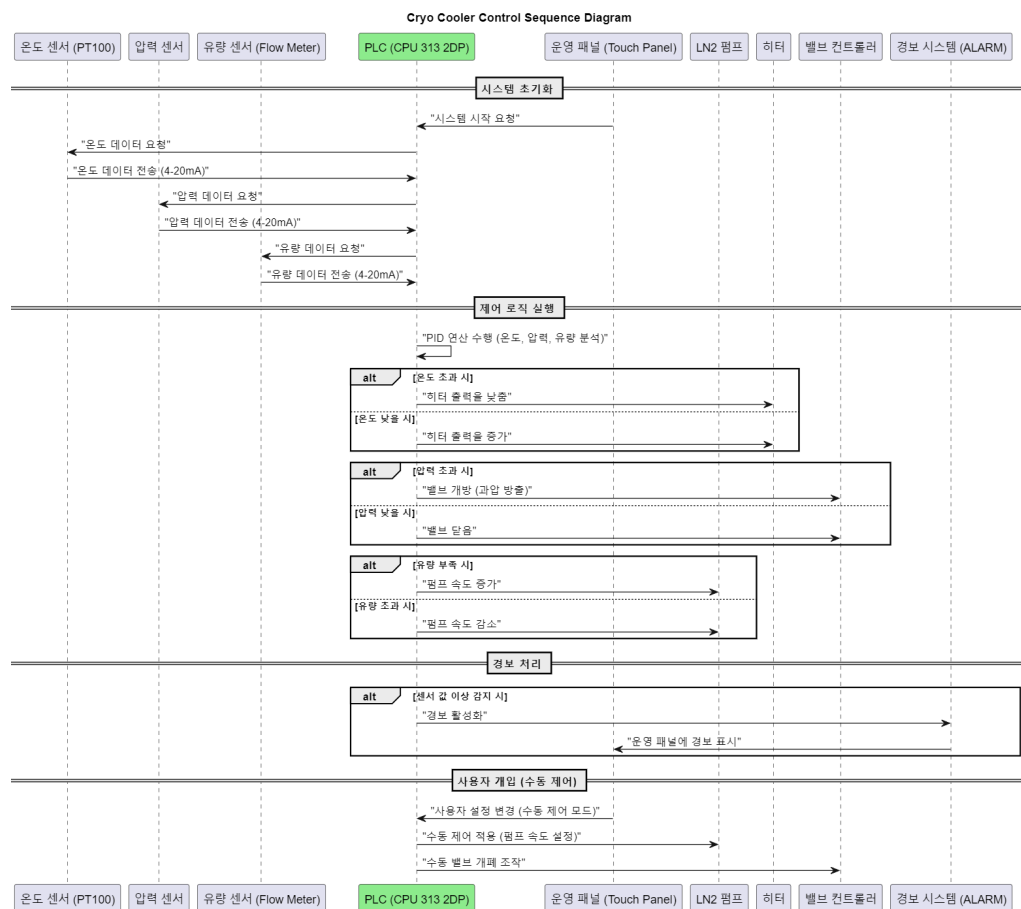 Cryo Cooler Control Sequence Diagram
온도 센서 (PT100) 압력 센서 유량 센서 (Flow Meter) PLC (CPU 313 2DP) 운영 패널 (Touch Panel) LN2 펌프 히터 밸브 컨트롤러 경보 시스템 (ALARM)
시스템 초기화
"시스템 시작 요청"
"온도 데이터 요청"
"온도 데이터 전송 (4-20mA)"
"압력 데이터 요청"
"압력 데이터 전송 (4-20mA)"
"유량 데이터 요청"
"유량 데이터 전송 (4-20mA)"
제어 로직 실행
"PID 연산 수행 (온도, 압력, 유량 분석)"
alt [온도 초과 시]
"히터 출력을 낮춤"
[온도 낮을 시]
"히터 출력을 증가"
alt [압력 초과 시]
"밸브 개방 (과압 방출)"
[압력 낮을 시]
"밸브 닫음"
alt [유량 부족 시]
"펌프 속도 증가"
[유량 초과 시]
"펌프 속도 감소"
경보 처리
alt [센서 값 이상 감지 시]
"경보 활성화"
"운영 패널에 경보 표시"
사용자 개입 (수동 제어)
"사용자 설정 변경 (수동 제어 모드)"
"수동 제어 적용 (펌프 속도 설정)"
"수동 밸브 개폐 조작"
온도 센서 (PT100) 압력 센서 유량 센서 (Flow Meter) PLC (CPU 313 2DP) 운영 패널 (Touch Panel) LN2 펌프 히터 밸브 컨트롤러 경보 시스템 (ALARM)